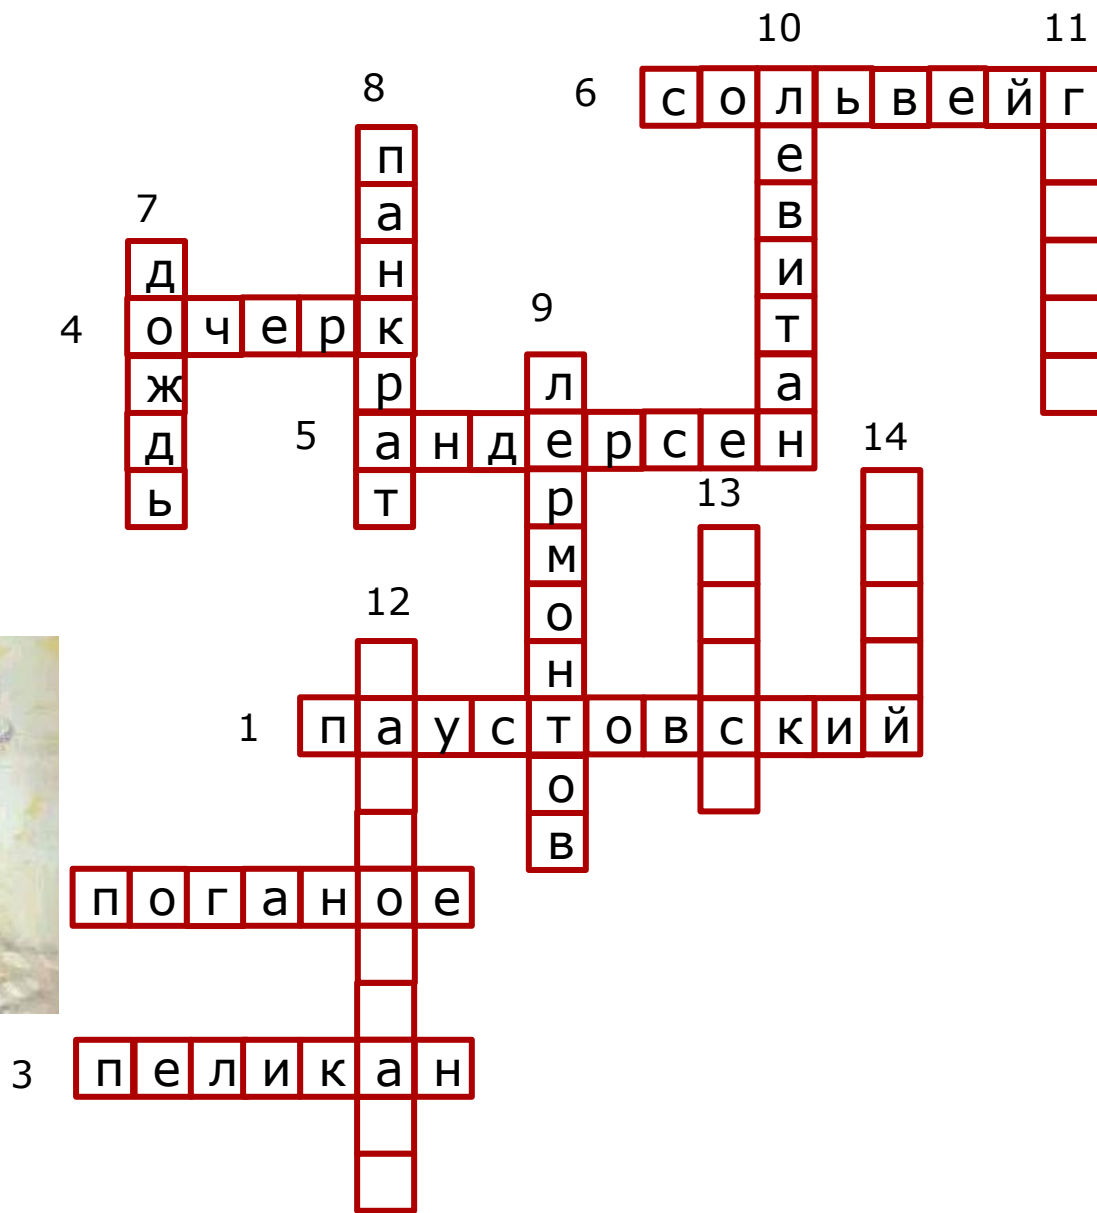 10 11
8
6 сольвейг
п е
7 а в
д н и
4 очерк 9 т
ж р л а
д 5 андерсен 14
ь т р 13
м
12 о
н
1 паустовский
о
в
поганое
3 пеликан